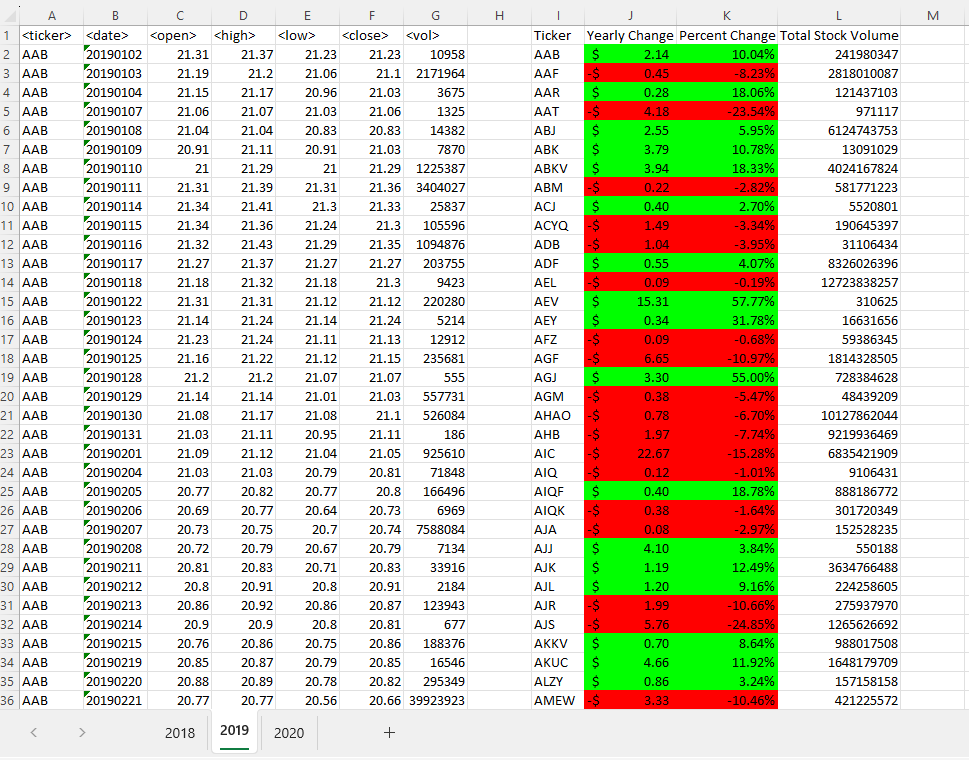 A B C D E F G H I J K L M
1 <ticker> <date> <open> <high> <low> <close> <vol> Ticker Yearly Change Percent Change Total Stock Volume
2 AAB 20190102 21.31 21.37 21.23 21.23 10958 AAB $ 2.14 10.04% 241980347
3 AAB 20190103 21.19 21.2 21.06 21.1 2171964 AAF -$ 0.45 -8.23% 2818010087
4 AAB 20190104 21.15 21.17 20.96 21.03 3675 AAR $ 0.28 18.06% 121437103
5 AAB 20190107 21.06 21.07 21.03 21.06 1325 AAT -$ 4.18 -23.54% 971117
6 AAB 20190108 21.04 21.04 20.83 20.83 14382 ABJ $ 2.55 5.95% 6124743753
7 AAB 20190109 20.91 21.11 20.91 21.03 7870 ABK $ 3.79 10.78% 13091029
8 AAB 20190110 21 21.29 21 21.29 1225387 ABKV $ 3.94 18.33% 4024167824
9 AAB 20190111 21.31 21.39 21.31 21.36 3404027 ABM -$ 0.22 -2.82% 581771223
10 AAB 20190114 21.34 21.41 21.3 21.33 25837 ACJ $ 0.40 2.70% 5520801
11 AAB 20190115 21.34 21.36 21.24 21.3 105596 ACYQ -$ 1.49 -3.34% 190645397
12 AAB 20190116 21.32 21.43 21.29 21.35 1094876 ADB -$ 1.04 -3.95% 31106434
13 AAB 20190117 21.27 21.37 21.27 21.27 203755 ADF $ 0.55 4.07% 8326026396
14 AAB 20190118 21.18 21.32 21.18 21.3 9423 AEL -$ 0.09 -0.19% 12723838257
15 AAB 20190122 21.31 21.31 21.12 21.12 220280 AEV $ 15.31 57.77% 310625
16 AAB 20190123 21.14 21.24 21.14 21.24 5214 AEY $ 0.34 31.78% 16631656
17 AAB 20190124 21.23 21.24 21.11 21.13 12912 AFZ -$ 0.09 -0.68% 59386345
18 AAB 20190125 21.16 21.22 21.12 21.15 235681 AGF -$ 6.65 -10.97% 1814328505
19 AAB 20190128 21.2 21.2 21.07 21.07 555 AGJ $ 3.30 55.00% 728384628
20 AAB 20190129 21.14 21.14 21.01 21.03 557731 AGM -$ 0.38 -5.47% 48439209
21 AAB 20190130 21.08 21.17 21.08 21.1 526084 AHAO -$ 0.78 -6.70% 10127862044
22 AAB 20190131 21.03 21.11 20.95 21.11 186 AHB -$ 1.97 -7.74% 9219936469
23 AAB 20190201 21.09 21.12 21.04 21.05 925610 AIC -$ 22.67 -15.28% 6835421909
24 AAB 20190204 21.03 21.03 20.79 20.81 71848 AIQ -$ 0.12 -1.01% 9106431
25 AAB 20190205 20.77 20.82 20.77 20.8 166496 AIQF $ 0.40 18.78% 888186772
26 AAB 20190206 20.69 20.77 20.64 20.73 6969 AIQK -$ 0.38 -1.64% 301720349
27 AAB 20190207 20.73 20.75 20.7 20.74 7588084 AJA -$ 0.08 -2.97% 152528235
28 AAB 20190208 20.72 20.79 20.67 20.79 7134 AJJ $ 4.10 3.84% 550188
29 AAB 20190211 20.81 20.83 20.71 20.83 33916 AJK $ 1.19 12.49% 3634766488
30 AAB 20190212 20.8 20.91 20.8 20.91 2184 AJL $ 1.20 9.16% 224258605
31 AAB 20190213 20.86 20.92 20.86 20.87 123943 AJR -$ 1.99 -10.66% 275937970
32 AAB 20190214 20.9 20.9 20.8 20.81 677 AJS -$ 5.76 -24.85% 1265626692
33 AAB 20190215 20.76 20.86 20.75 20.86 188376 AKKV $ 0.70 8.64% 988017508
34 AAB 20190219 20.85 20.87 20.79 20.85 16546 AKUC $ 4.66 11.92% 1648179709
35 AAB 20190220 20.88 20.89 20.78 20.82 295349 ALZY $ 0.86 3.24% 157158158
36 AAB 20190221 20.77 20.77 20.56 20.66 39923923 AMEW -$ 3.33 -10.46% 421225572
2018 2019 2020 +